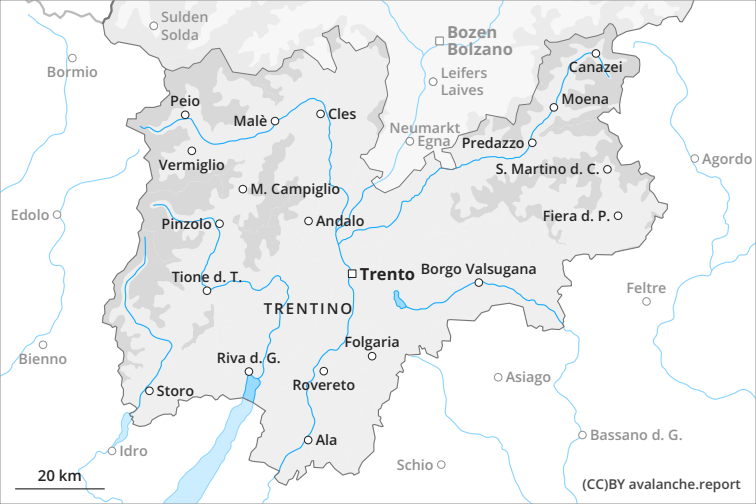 Sulden
Solda
Bozen
Bolzano
Bormio
Leifers
Laives
Canazei
Peio
Moena
Malè
Cles
Neumarkt
Egna
Predazzo
Vermiglio
Agordo
S. Martino d. C.
M. Campiglio
Edolo
Pinzolo
Andalo
Fiera d. P.
Tione d. T.
Trento
Borgo Valsugana
Feltre
TRENTINO
Bienno
Folgaria
Riva d. G.
Rovereto
Asiago
Storo
Ala
Bassano d. G.
Idro
Schio
20 km
(CC)BY avalanche.report